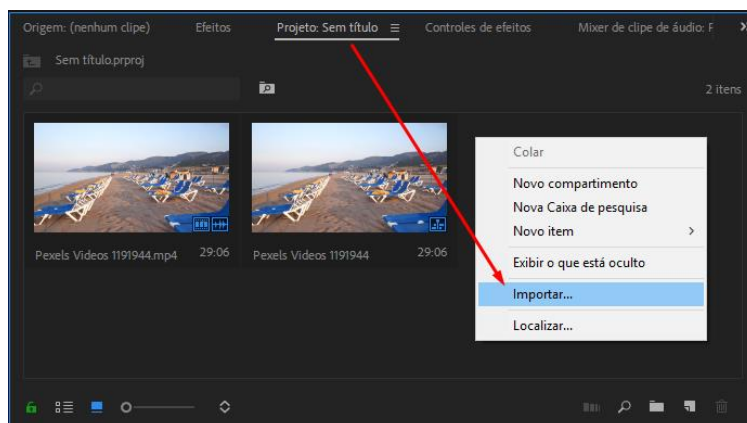 Origem: (nenhum clipe) Efeitos Projeto: Sem título Controles de efeitos Mixer de clipe de áudio: F
Sem título.prproj
2 itens
Colar
Novo compartimento
Nova Caixa de pesquisa
Novo item
Exibir o que está oculto
Importar...
Localizar...
Pexels Videos 1191944.mp4 29:06 Pexels Videos 1191944 29:06